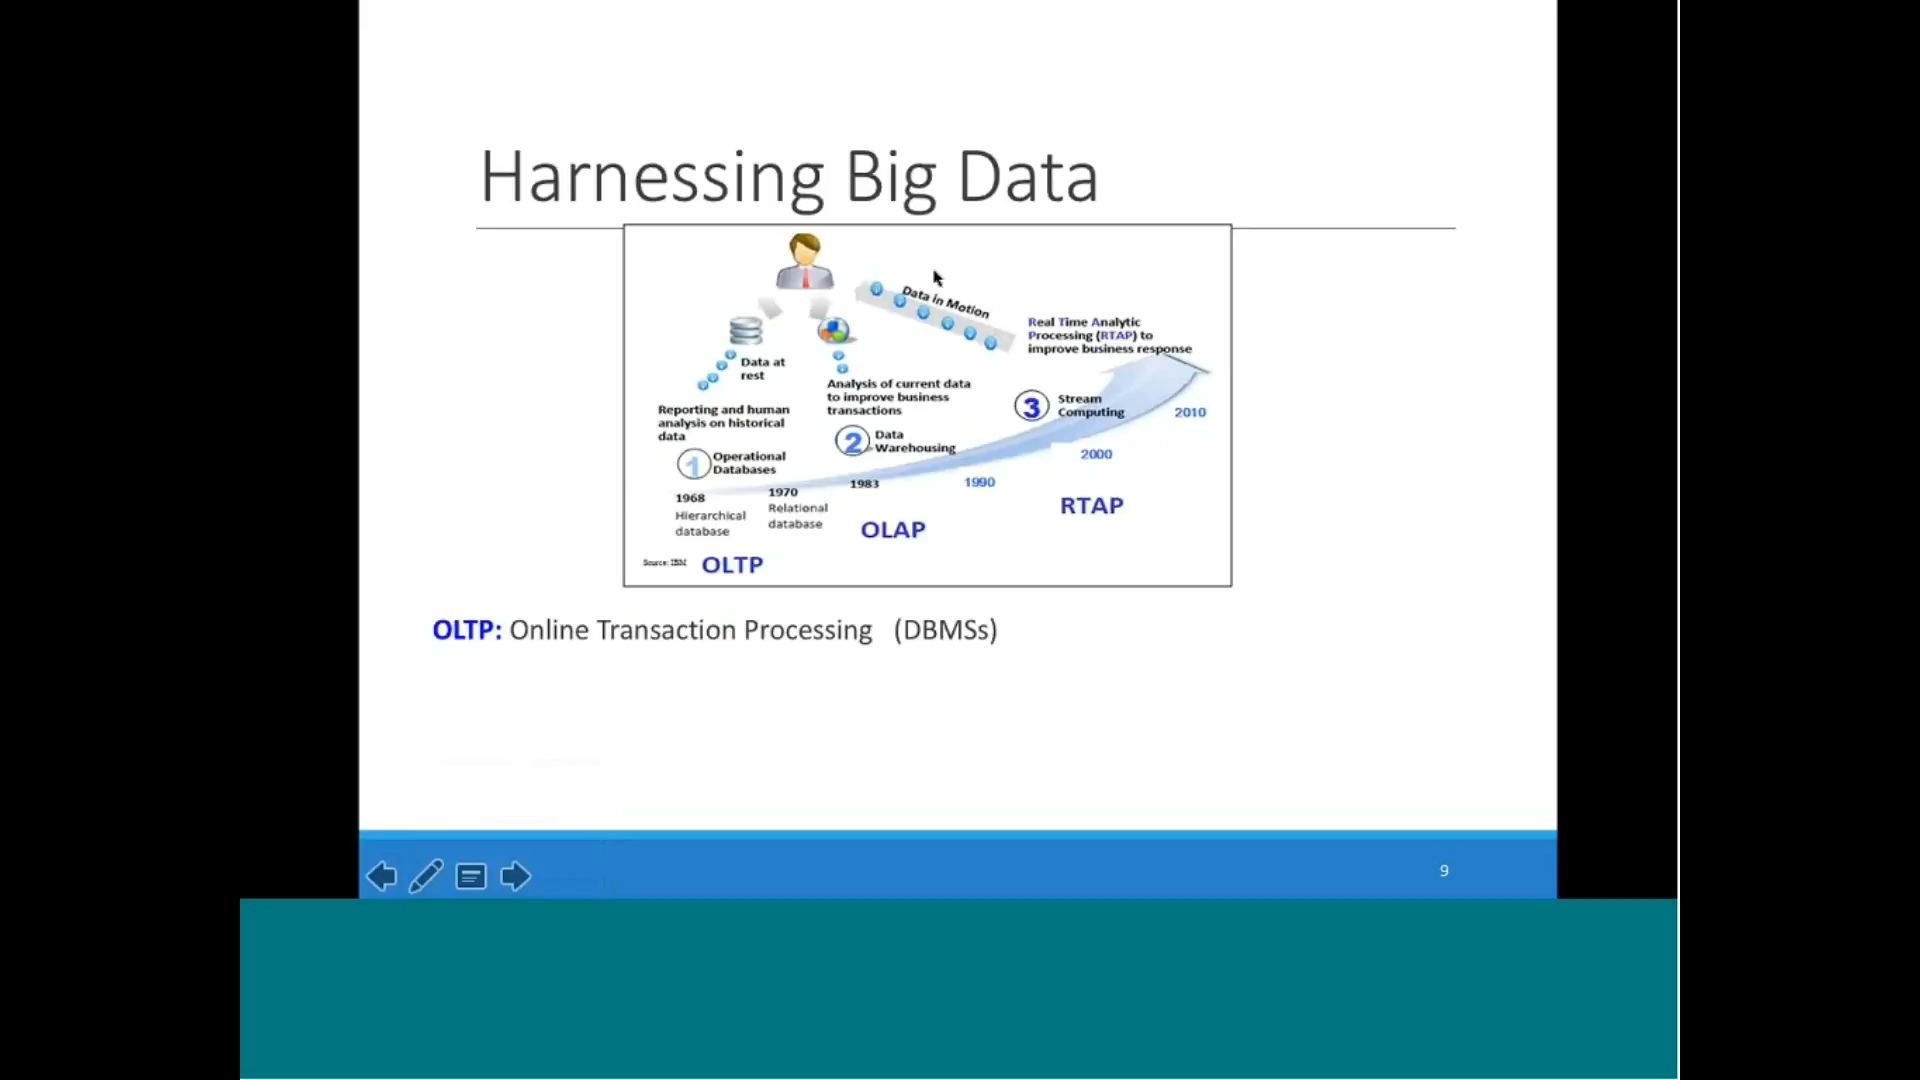 Harnessing Big Data
Data in Motion
Real Time Analytic
Processing (RTAP) to
improve business response
Data at
rest
Analysis of current data
to improve business
transactions
Reporting and human
analysis on historical
data
3 Stream
Computing
2 Data
Warehousing
1 Operational
Databases
1968
Hierarchical
database
1970
Relational
database
1983
1990
2000
2010
OLTP
OLAP
RTAP
Source: IBM
OLTP: Online Transaction Processing (DBMSs)
9